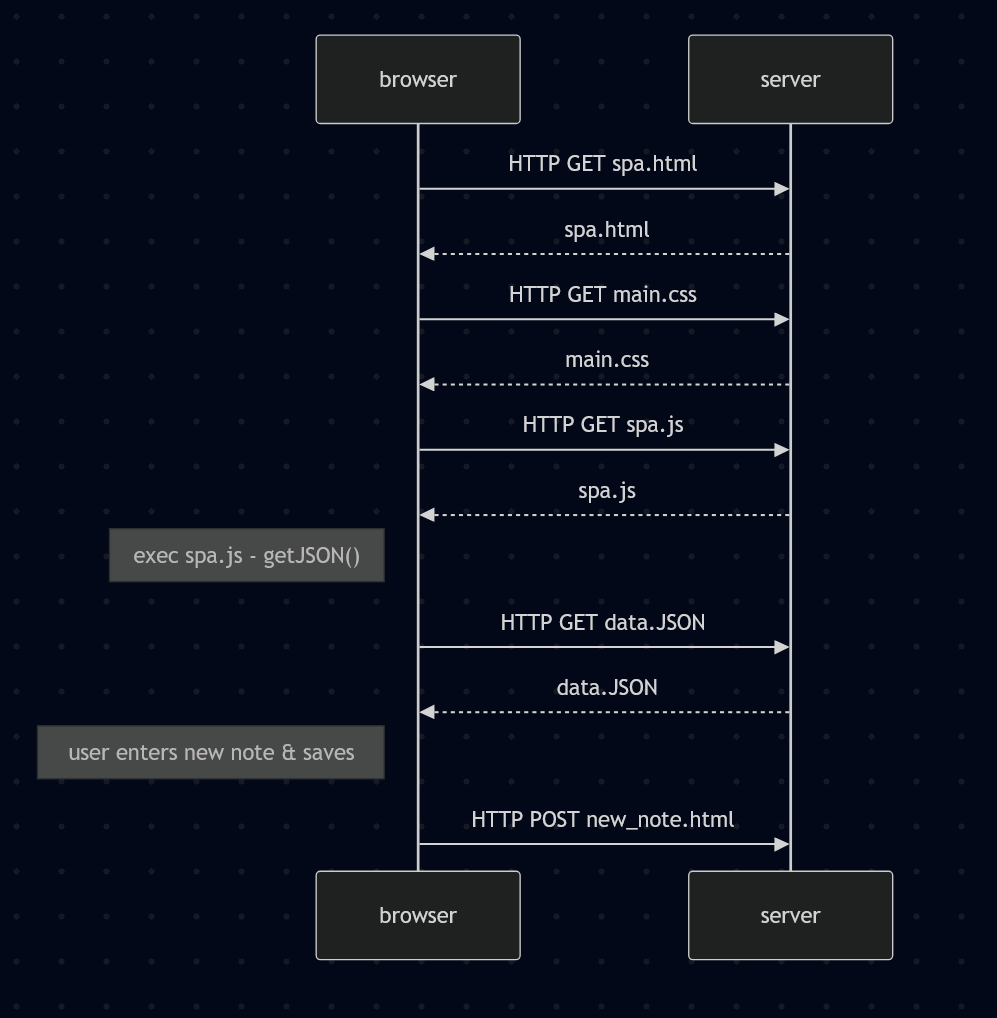 browser
server
HTTP GET spa.html
spa.html
HTTP GET main.css
main.css
HTTP GET spa.js
spa.js
exec spa.js - getJSON()
HTTP GET data.JSON
data.JSON
user enters new note & saves
HTTP POST new_note.html
browser
server